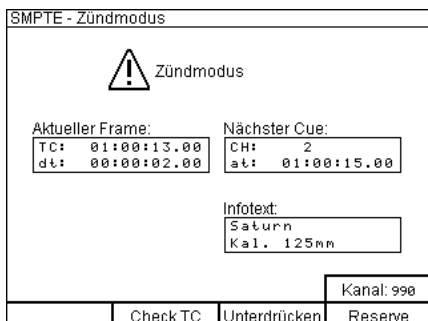 SMPTE - Zündmodus
Zündmodus
Aktueller Frame:
TC: 01:00:13.00
dt: 00:00:02.00
Nächster Cue:
CH: 2
at: 01:00:15.00
Infotext:
Saturn
Kal. 125mm
Kanal: 990
Check TC Unterdrücken Reserve